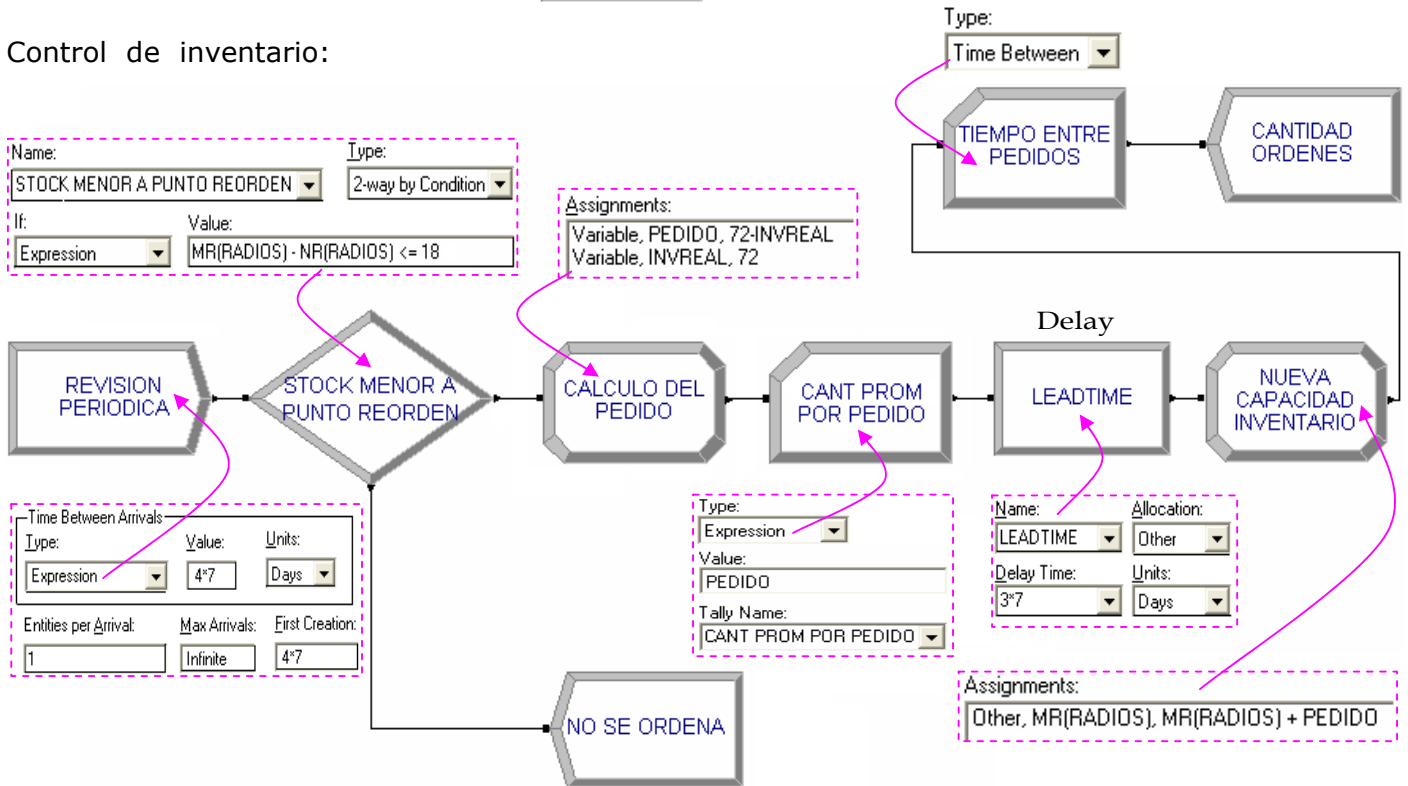 Control de inventario:
Type:
Time Between
TIEMPO ENTRE
PEDIDOS
CANTIDAD
ORDENES
Name:
Type:
STOCK MENOR A PUNTO REORDEN
2-way by Condition
If:
Value:
Expression
MR(RADIOS) - NR(RADIOS) <= 18
Assignments:
Variable, PEDIDO, 72-INVREAL
Variable, INVREAL, 72
REVISION
PERIODICA
STOCK MENOR A
PUNTO REORDEN
CALCULO DEL
PEDIDO
CANT PROM
POR PEDIDO
Delay
LEADTIME
NUEVA
CAPACIDAD
INVENTARIO
Time Between Arrivals
Type:
Value:
Units:
Expression
4*7
Days
Entities per Arrival:
Max Arrivals:
First Creation:
1
Infinite
4*7
Type:
Expression
Value:
PEDIDO
Tally Name:
CANT PROM POR PEDIDO
Name:
Allocation:
LEADTIME
Other
Delay Time:
Units:
3*7
Days
Assignments:
Other, MR(RADIOS), MR(RADIOS) + PEDIDO
NO SE ORDENA